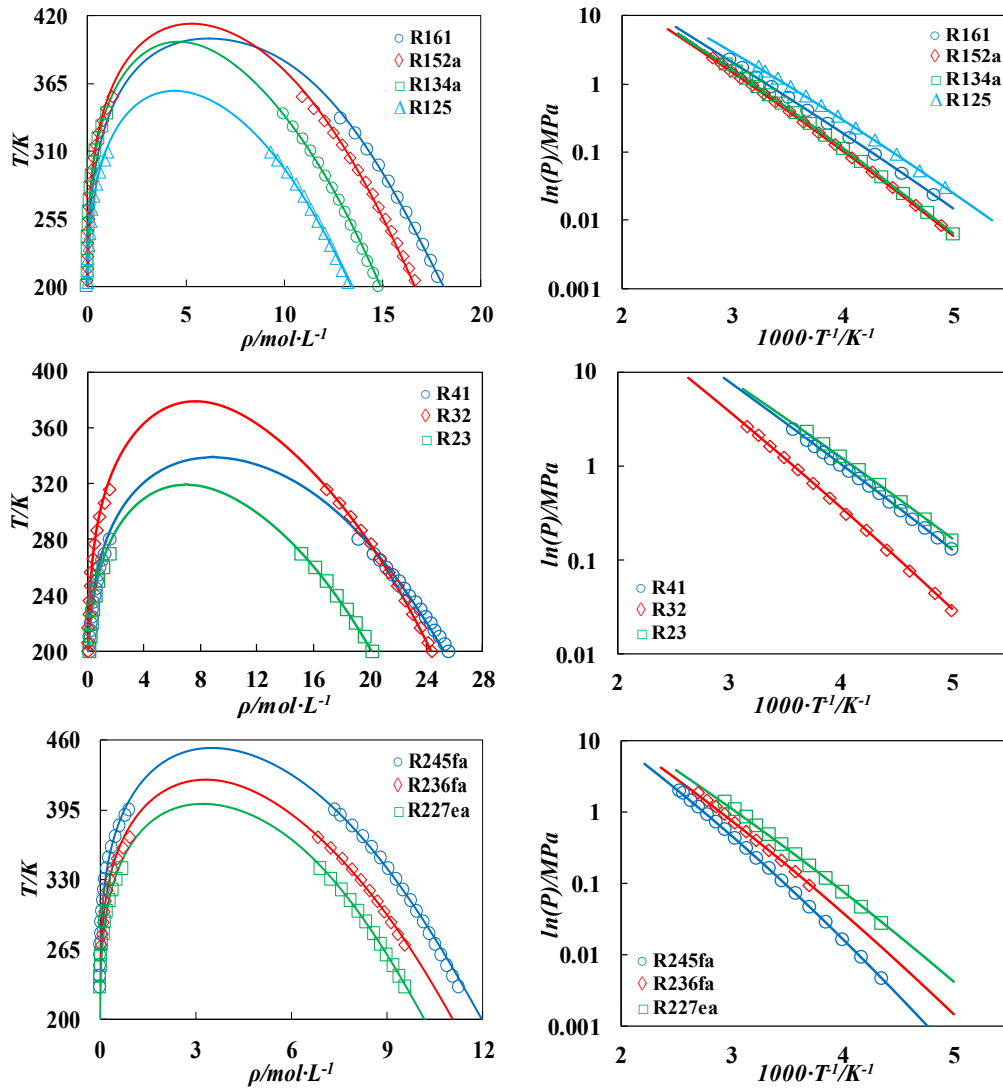 420
365
310
255
200
T/K
R161
R152a
R134a
R125
0 5 10 15 20
ρ/mol·L⁻¹
10
1
0.1
0.01
0.001
ln(P)/MPa
R161
R152a
R134a
R125
2 3 4 5
1000·T⁻¹/K⁻¹
400
360
320
280
240
200
T/K
R41
R32
R23
0 4 8 12 16 20 24 28
ρ/mol·L⁻¹
10
1
0.1
0.01
ln(P)/MPa
R41
R32
R23
2 3 4 5
1000·T⁻¹/K⁻¹
460
395
330
265
200
T/K
R245fa
R236fa
R227ea
0 3 6 9 12
ρ/mol·L⁻¹
10
1
0.1
0.01
0.001
ln(P)/MPa
R245fa
R236fa
R227ea
2 3 4 5
1000·T⁻¹/K⁻¹